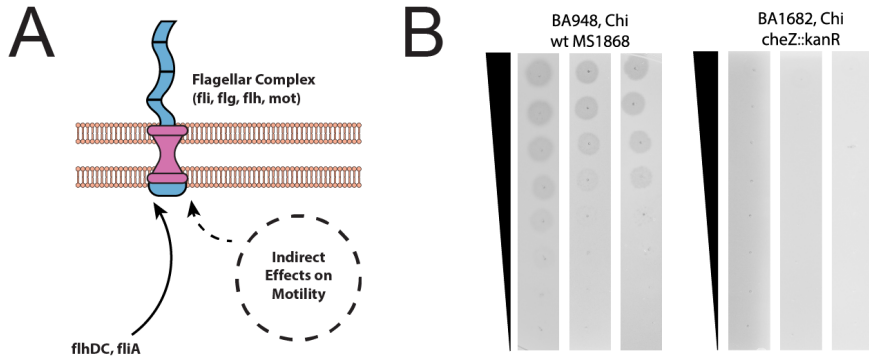 A
Flagellar Complex
(fli, flg, flh, mot)
Indirect
Effects on
Motility
flhDC, fliA
B
BA948, Chi
wt MS1868
BA1682, Chi
cheZ::kanR